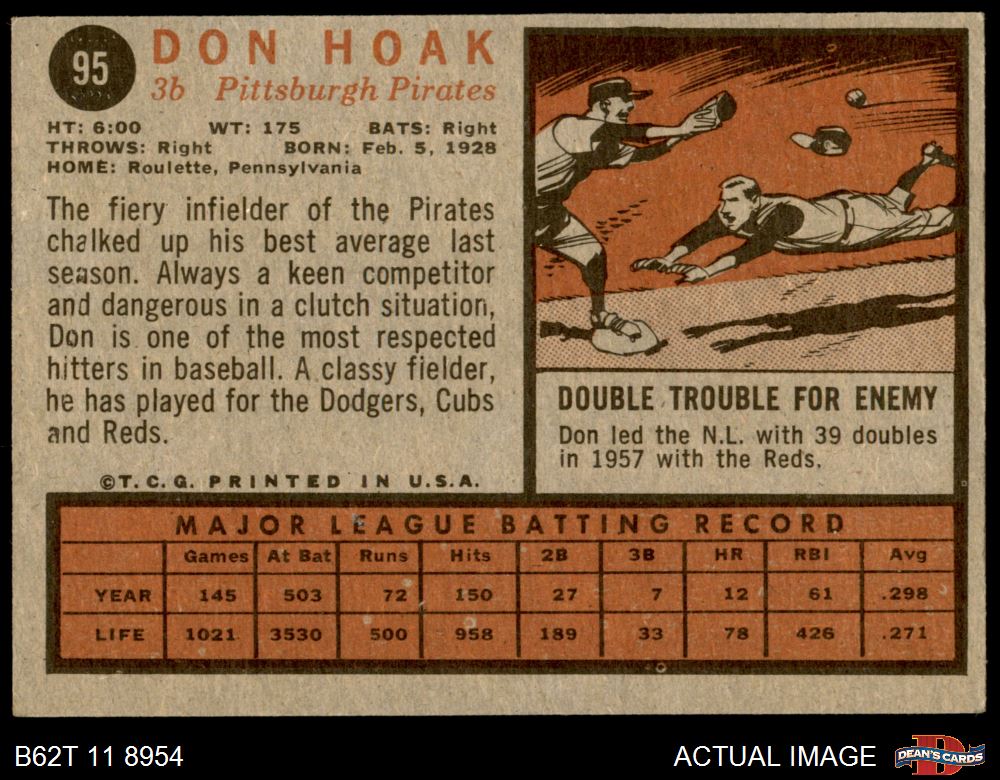 95
DON HOAK
3b Pittsburgh Pirates
HT: 6:00 WT: 175 BATS: Right
THROWS: Right BORN: Feb. 5, 1928
HOME: Roulette, Pennsylvania
The fiery infielder of the Pirates
chalked up his best average last
season. Always a keen competitor
and dangerous in a clutch situation,
Don is one of the most respected
hitters in baseball. A classy fielder,
he has played for the Dodgers, Cubs
and Reds.
©T.C.G. PRINTED IN U.S.A.
DOUBLE TROUBLE FOR ENEMY
Don led the N.L. with 39 doubles
in 1957 with the Reds.
MAJOR LEAGUE BATTING RECORD
Games At Bat Runs Hits 2B 3B HR RBI Avg
YEAR 145 503 72 150 27 7 12 61 .298
LIFE 1021 3530 500 958 189 33 78 426 .271
B62T 11 8954
ACTUAL IMAGE
D
DEAN'S CARDS